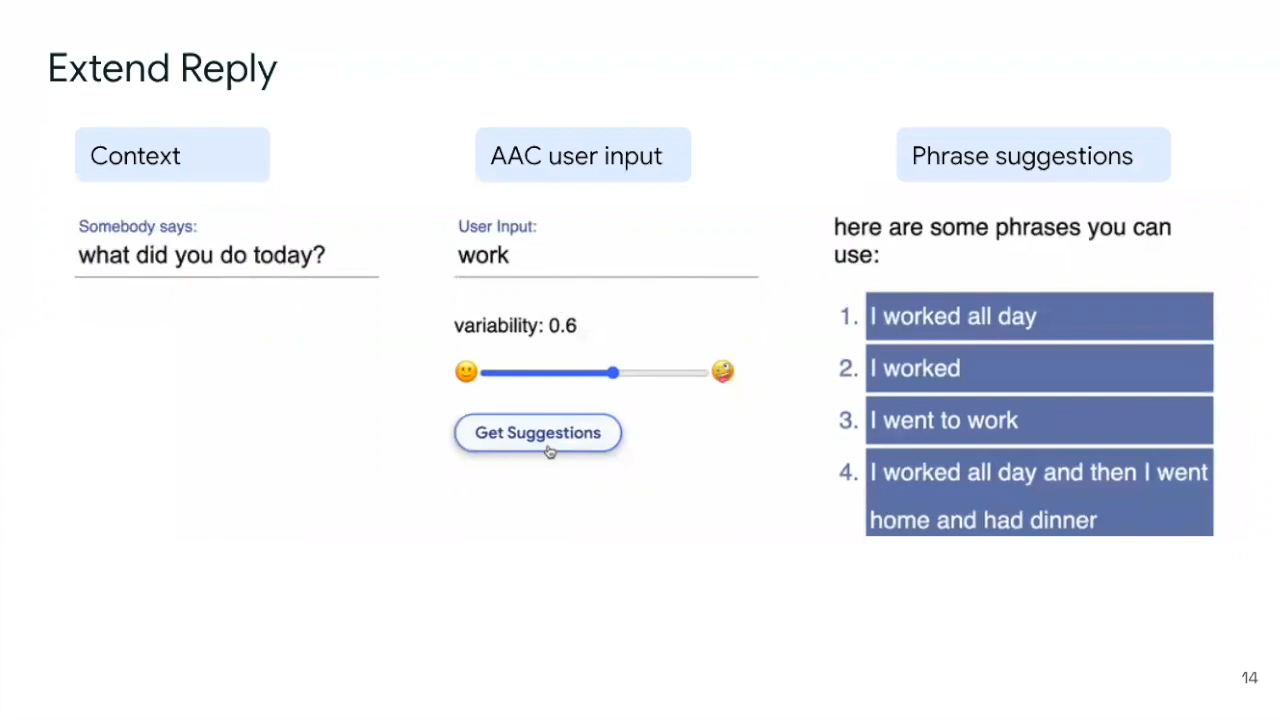 Extend Reply
Context
Somebody says:
what did you do today?
AAC user input
User Input:
work
variability: 0.6
Get Suggestions
Phrase suggestions
here are some phrases you can
use:
1. I worked all day
2. I worked
3. I went to work
4. I worked all day and then I went
home and had dinner
14